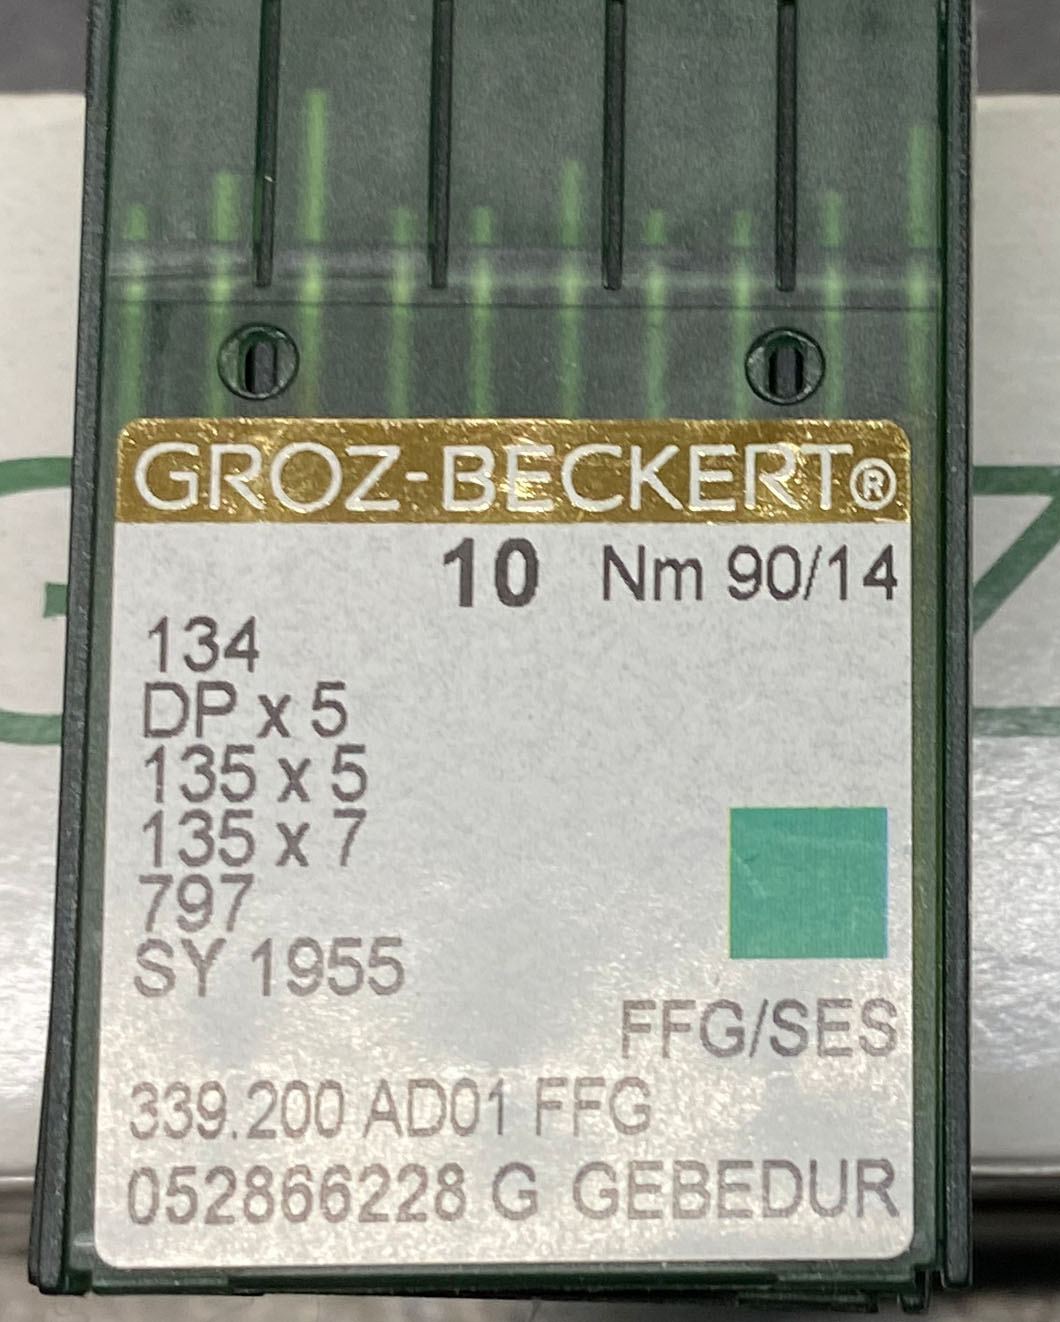 GROZ-BECKERT®
10 Nm 90/14
134
DP x 5
135 x 5
135 x 7
797
SY 1955
FFG/SES
339.200 AD01 FFG
052866228 G GEBEDUR
G Z